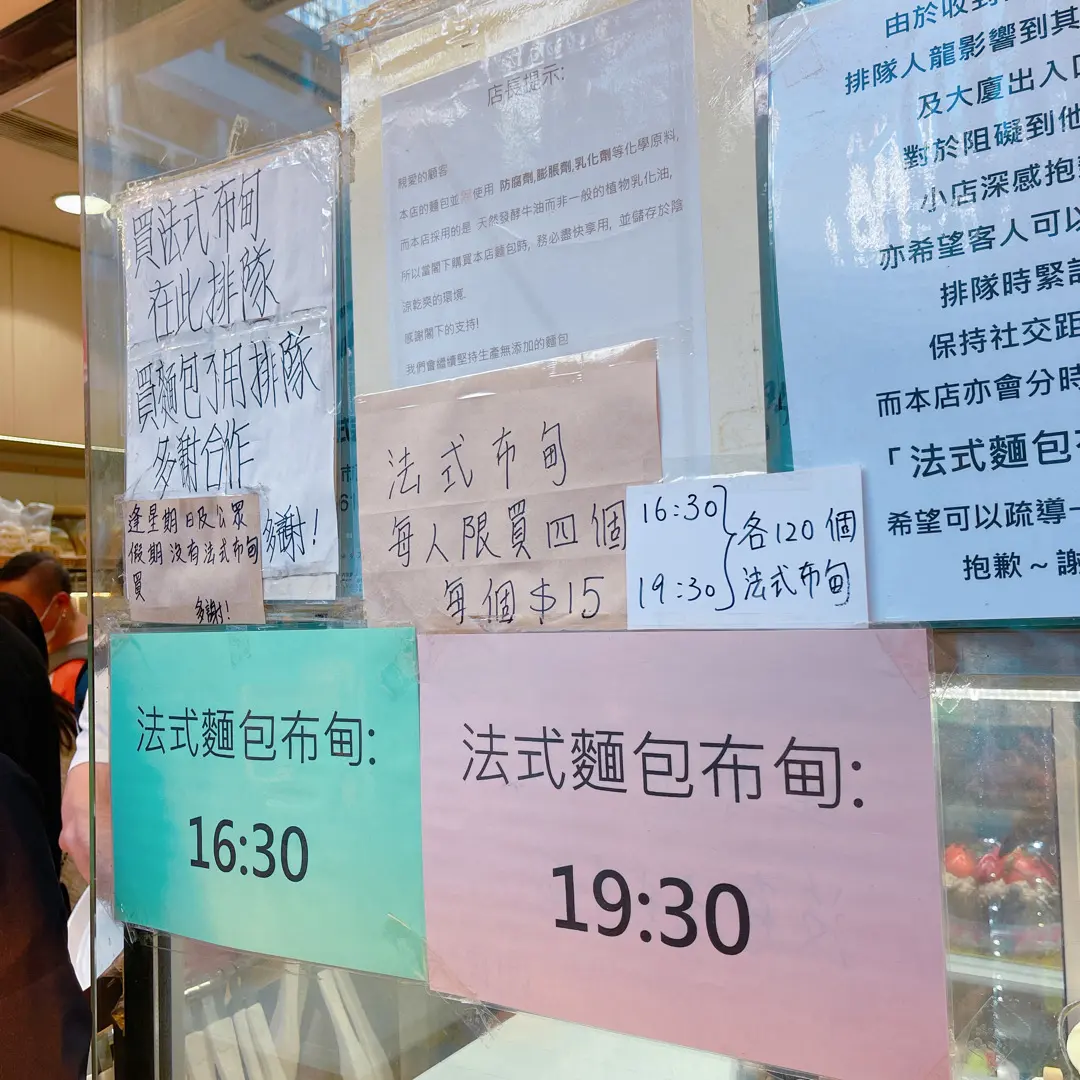 買法式布甸
在此排隊
買麵包不用排隊
多謝合作
多謝!
逢星期日及公眾
假期沒有法式布甸
買
多謝!
店長提示:
親愛的顧客
本店的麵包並無使用 防腐劑,膨脹劑,乳化劑等化學原料,
而本店採用的是 天然發酵牛油而非一般的植物乳化油,
所以當閣下購買本店麵包時, 務必盡快享用, 並儲存於陰
涼乾爽的環境.
感謝閣下的支持!
我們會繼續堅持生產無添加的麵包
法式布甸
每人限買四個
每個$15
16:30
19:30
各120個
法式布甸
由於收到
排隊人龍影響到其
及大廈出入口
對於阻礙到他
小店深感抱
亦希望客人可以
排隊時緊
保持社交距
而本店亦會分時
「法式麵包布
希望可以疏導一
抱歉~謝
法式麵包布甸:
16:30
法式麵包布甸:
19:30